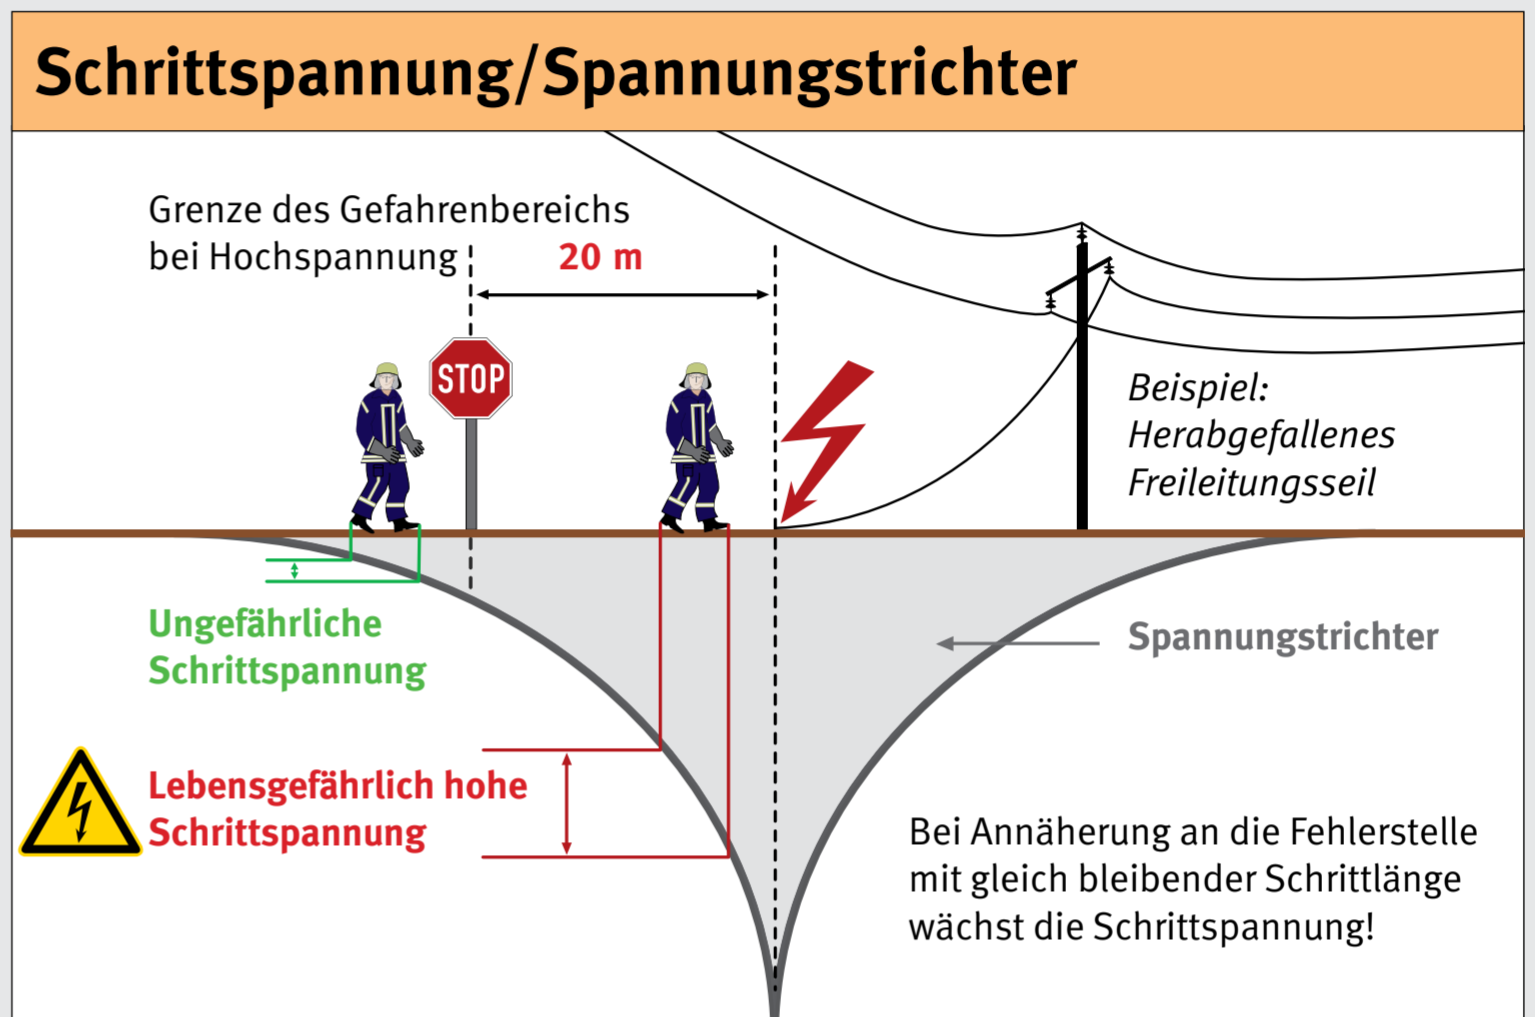 Schrittspannung/Spannungstrichter
Grenze des Gefahrenbereichs
bei Hochspannung
20 m
STOP
Beispiel:
Herabgefallenes
Freileitungsseil
Ungefährliche
Schrittspannung
Spannungstrichter
Lebensgefährlich hohe
Schrittspannung
Bei Annäherung an die Fehlerstelle
mit gleich bleibender Schrittlänge
wächst die Schrittspannung!